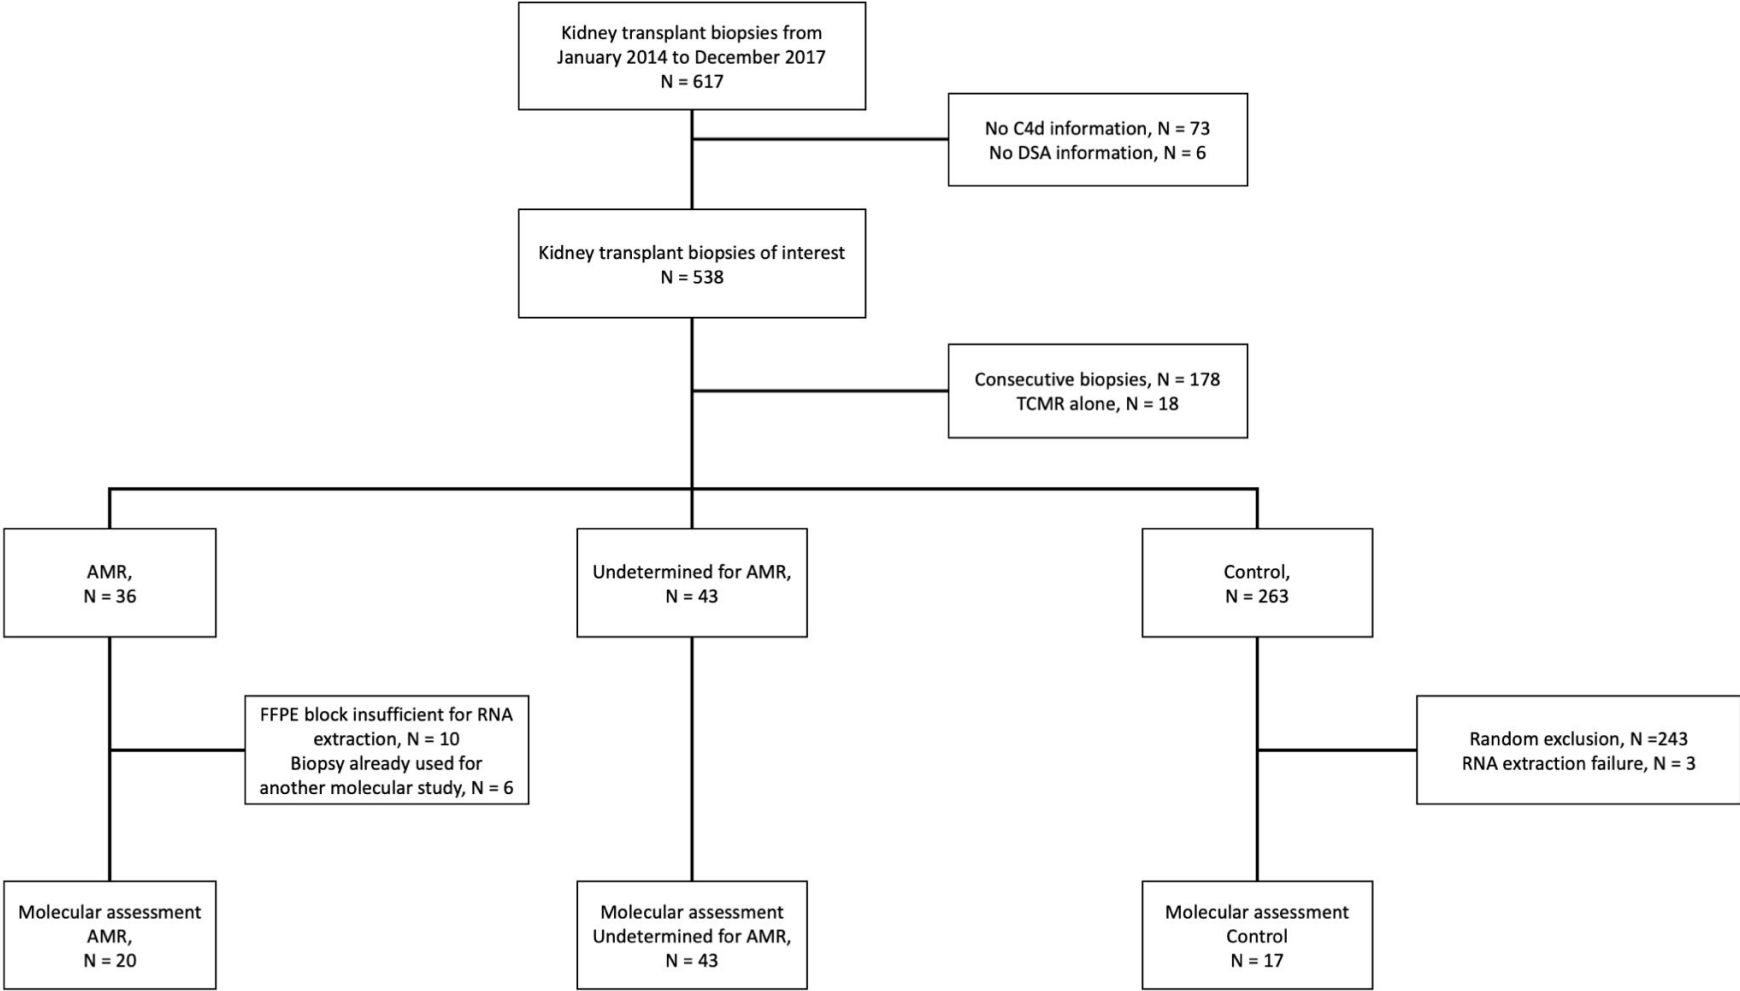 Kidney transplant biopsies from
January 2014 to December 2017
N = 617
No C4d information, N = 73
No DSA information, N = 6
Kidney transplant biopsies of interest
N = 538
Consecutive biopsies, N = 178
TCMR alone, N = 18
AMR,
N = 36
Undetermined for AMR,
N = 43
Control,
N = 263
FFPE block insufficient for RNA
extraction, N = 10
Biopsy already used for
another molecular study, N = 6
Random exclusion, N =243
RNA extraction failure, N = 3
Molecular assessment
AMR,
N = 20
Molecular assessment
Undetermined for AMR,
N = 43
Molecular assessment
Control
N = 17